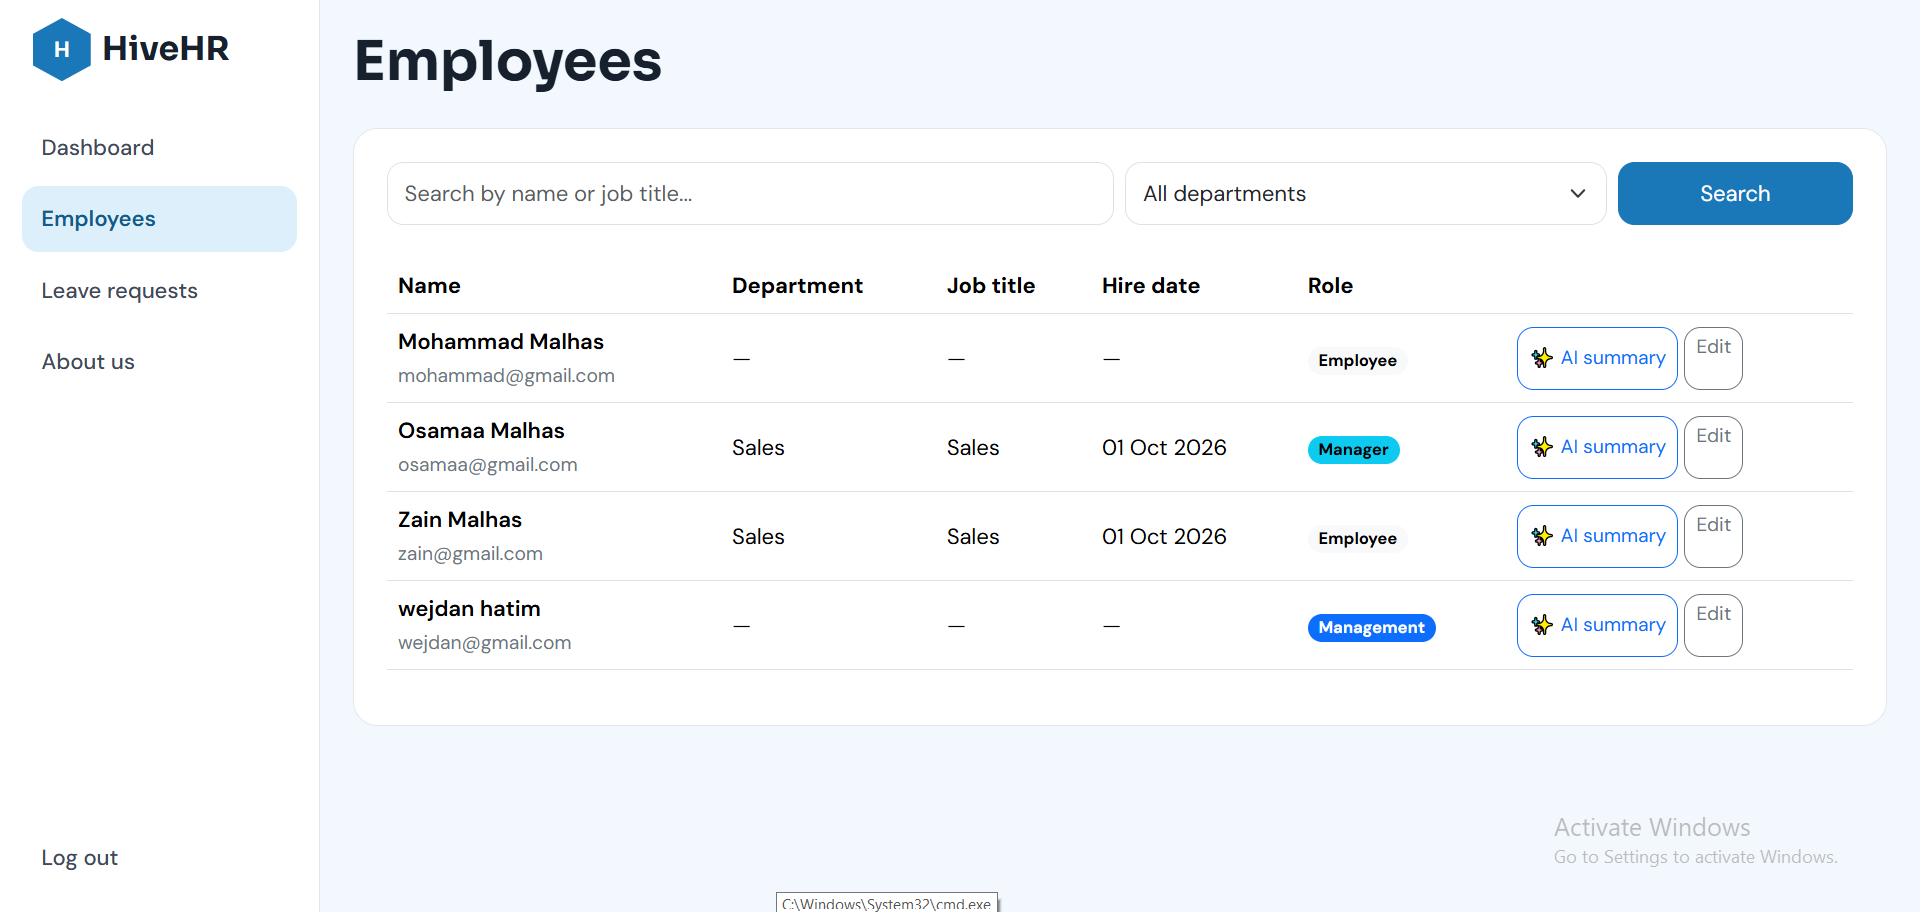 H HiveHR
Dashboard
Employees
Leave requests
About us
Log out
Employees
Search by name or job title...
All departments
Search
Name Department Job title Hire date Role
Mohammad Malhas
mohammad@gmail.com
— — — Employee ✨ AI summary Edit
Osamaa Malhas
osamaa@gmail.com
Sales Sales 01 Oct 2026 Manager ✨ AI summary Edit
Zain Malhas
zain@gmail.com
Sales Sales 01 Oct 2026 Employee ✨ AI summary Edit
wejdan hatim
wejdan@gmail.com
— — — Management ✨ AI summary Edit
Activate Windows
Go to Settings to activate Windows.
C:\Windows\System32\cmd.exe